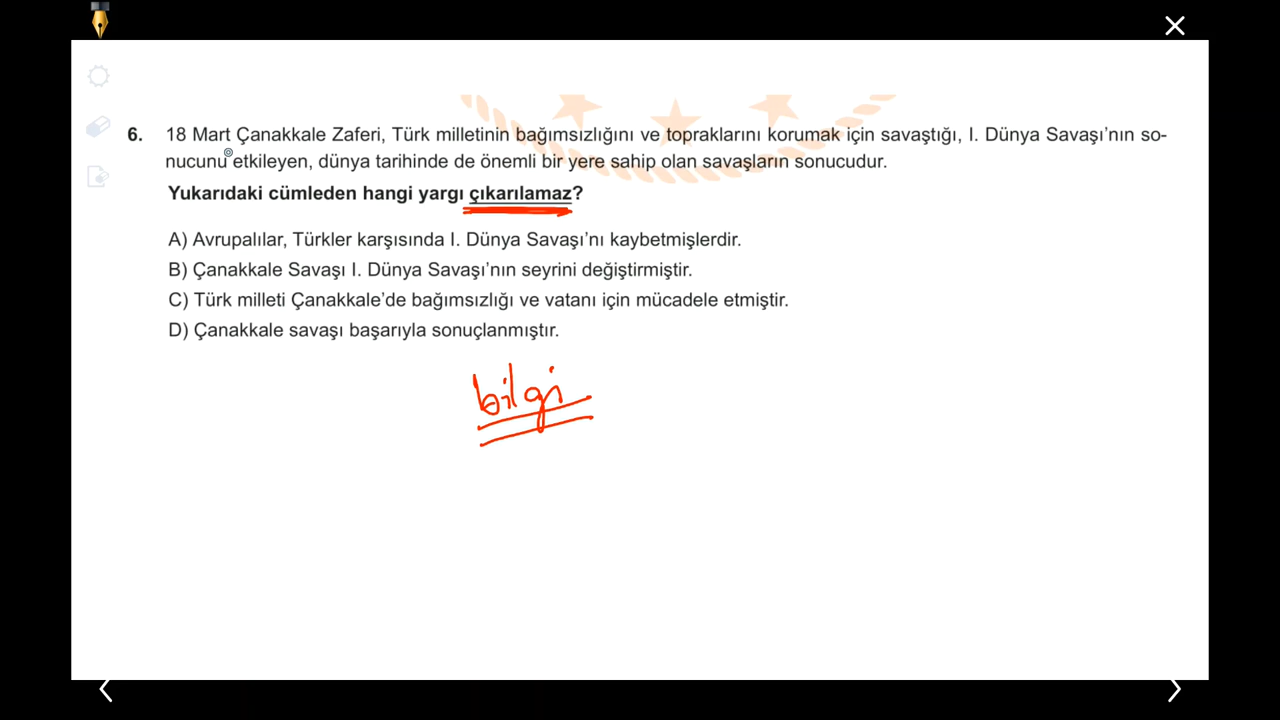 6. 18 Mart Çanakkale Zaferi, Türk milletinin bağımsızlığını ve topraklarını korumak için savaştığı, I. Dünya Savaşı’nın so-
nucunu etkileyen, dünya tarihinde de önemli bir yere sahip olan savaşların sonucudur.
Yukarıdaki cümleden hangi yargı çıkarılamaz?
A) Avrupalılar, Türkler karşısında I. Dünya Savaşı’nı kaybetmişlerdir.
B) Çanakkale Savaşı I. Dünya Savaşı’nın seyrini değiştirmiştir.
C) Türk milleti Çanakkale’de bağımsızlığı ve vatanı için mücadele etmiştir.
D) Çanakkale savaşı başarıyla sonuçlanmıştır.
bilgi